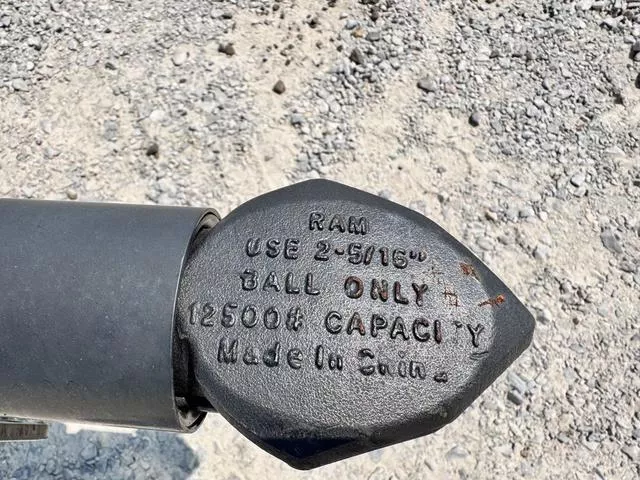 RAM
USE 2-5/16"
BALL ONLY
12500# CAPACITY
Made In China